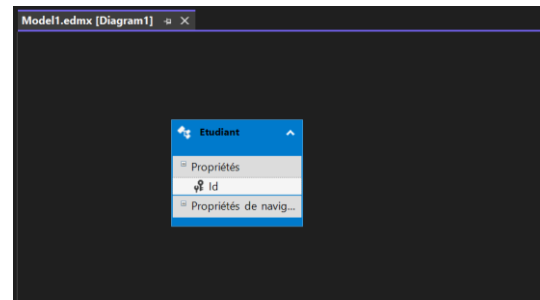 Model1.edmx [Diagram1]
Etudiant
Propriétés
Id
Propriétés de navig...